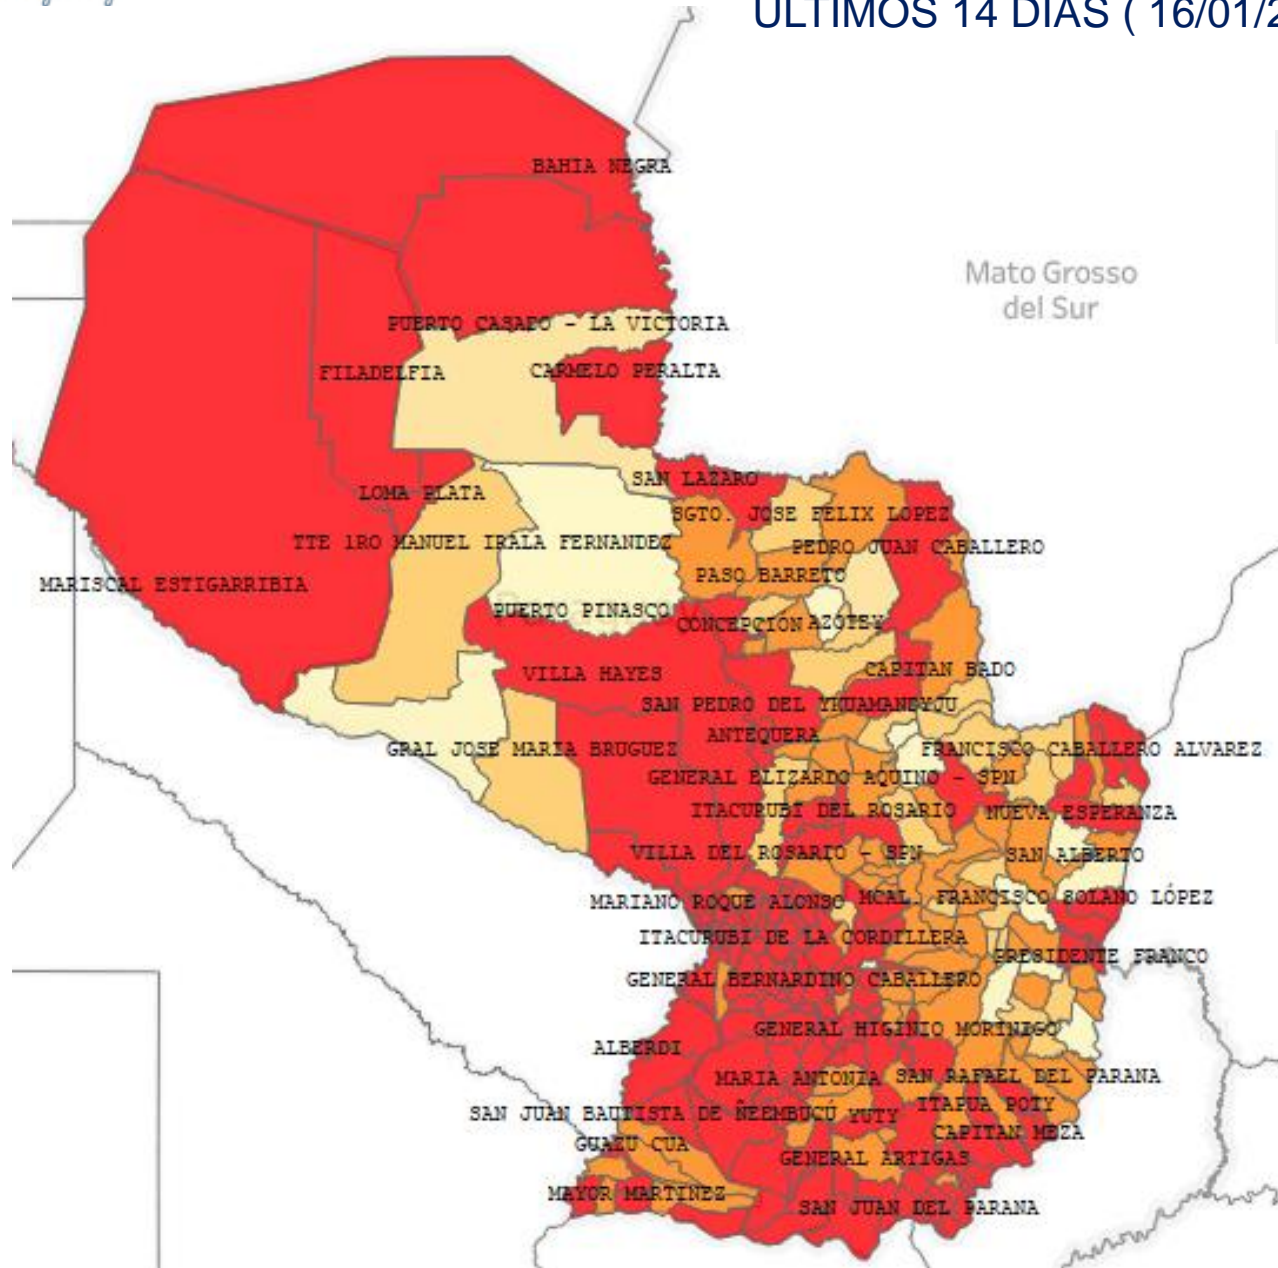 ÚLTIMOS 14 DÍAS ( 16/01/2
BAHIA NEGRA
Mato Grosso
del Sur
PUERTO CASADO - LA VICTORIA
FILADELFIA
CARMELO PERALTA
SAN LAZARO
LOMA PLATA
SGTO. JOSE FELIX LOPEZ
TTE 1RO MANUEL IRALA FERNANDEZ
PEDRO JUAN CABALLERO
PASO BARRETO
MARISCAL ESTIGARRIBIA
PUERTO PINASCO
CONCEPCIÓN
AZOTEY
VILLA HAYES
CAPITAN BADO
SAN PEDRO DEL YKUAMANDYJU
ANTEQUERA
GRAL JOSE MARIA BRUGUEZ
FRANCISCO CABALLERO ALVAREZ
GENERAL ELIZARDO AQUINO - SPN
ITACURUBI DEL ROSARIO
NUEVA ESPERANZA
VILLA DEL ROSARIO - SPN
SAN ALBERTO
MARIANO ROQUE ALONSO
MCAL. FRANCISCO SOLANO LÓPEZ
ITACURUBI DE LA CORDILLERA
PRESIDENTE FRANCO
GENERAL BERNARDINO CABALLERO
GENERAL HIGINIO MORINIGO
ALBERDI
MARIA ANTONIA
SAN RAFAEL DEL PARANA
SAN JUAN BAUTISTA DE ÑEEMBUCÚ
YUTY
ITAPUA POTY
CAPITAN MEZA
GUAZU CUA
GENERAL ARTIGAS
MAYOR MARTINEZ
SAN JUAN DEL PARANA